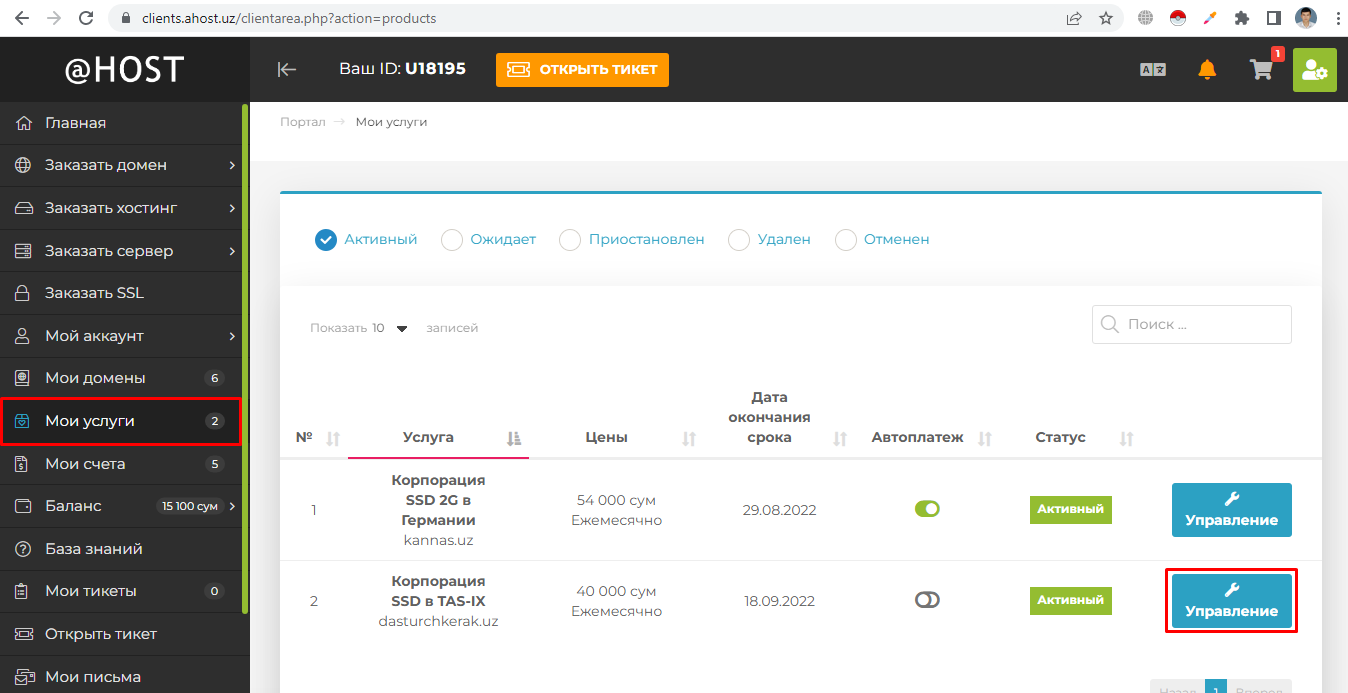 clients.ahost.uz/clientarea.php?action=products
@HOST
Ваш ID: U18195
ОТКРЫТЬ ТИКЕТ
1
Главная
Заказать домен
Заказать хостинг
Заказать сервер
Заказать SSL
Мой аккаунт
Мои домены 6
Мои услуги 2
Мои счета 5
Баланс 15 100 сум
База знаний
Мои тикеты 0
Открыть тикет
Мои письма
Портал → Мои услуги
Активный Ожидает Приостановлен Удален Отменен
Показать 10 записей
Поиск ...
Дата
окончания
№ Услуга Цены срока Автоплатеж Статус
Корпорация
SSD 2G в
Германии
kannas.uz
1
54 000 сум
Ежемесячно
29.08.2022
Активный
Управление
Корпорация
SSD в TAS-IX
dasturchkerak.uz
2
40 000 сум
Ежемесячно
18.09.2022
Активный
Управление
Назад 1 Вперед